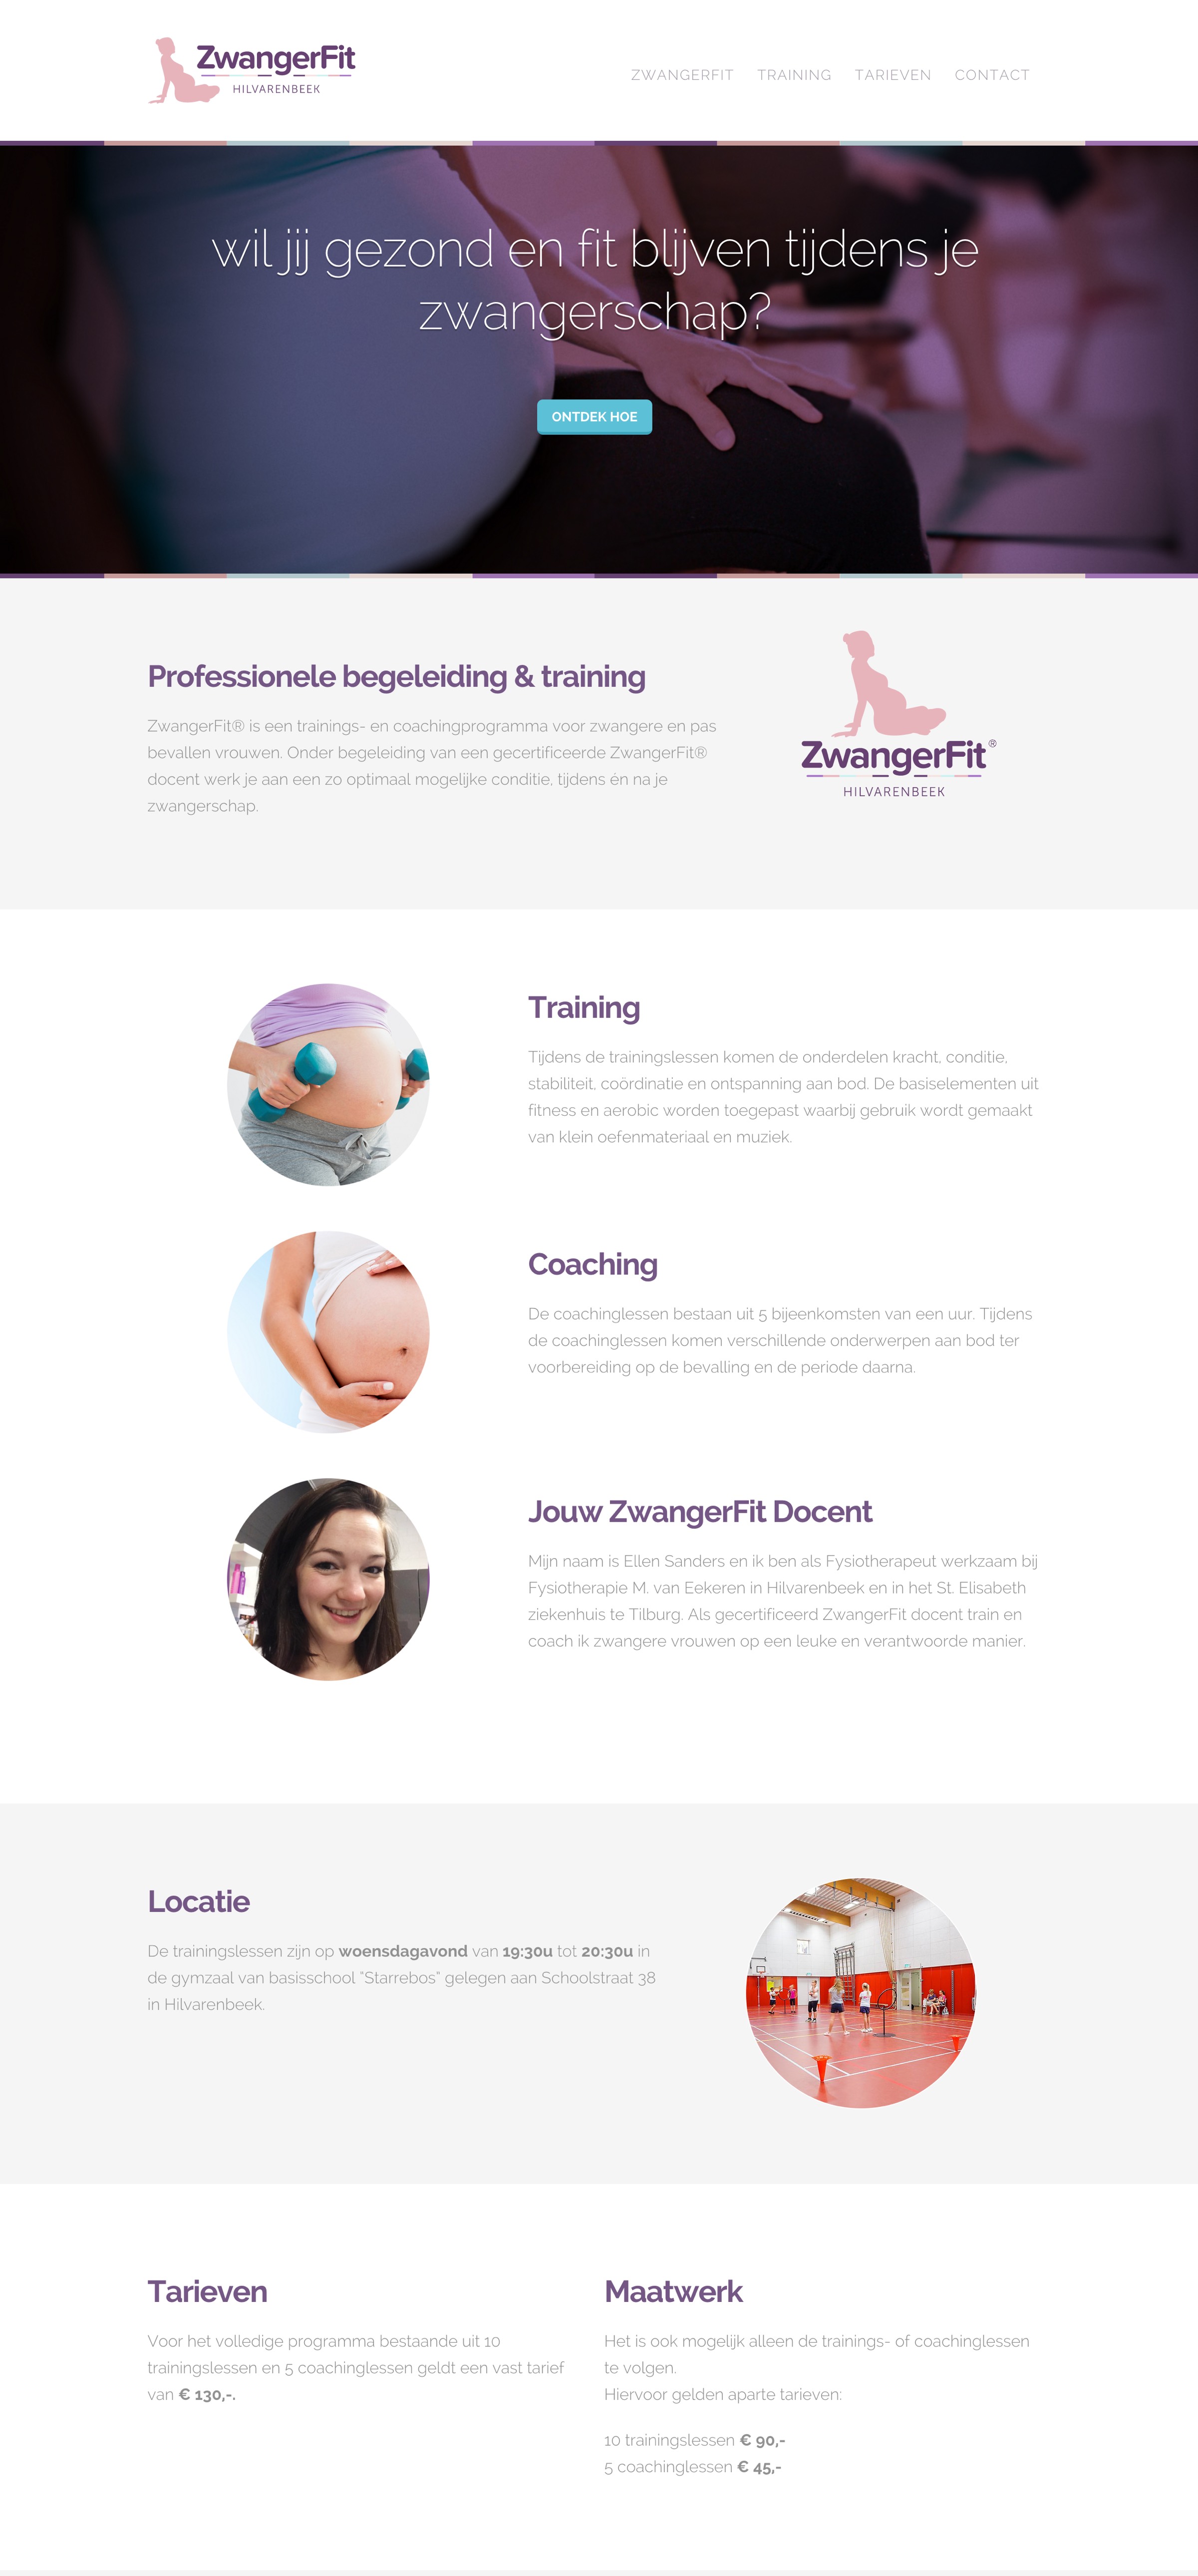 ZwangerFit
HILVARENBEEK
ZWANGERFIT TRAINING TARIEVEN CONTACT
wil jij gezond en fit blijven tijdens je
zwangerschap?
ONTDEK HOE
Professionele begeleiding & training
ZwangerFit® is een trainings- en coachingprogramma voor zwangere en pas
bevallen vrouwen. Onder begeleiding van een gecertificeerde ZwangerFit®
docent werk je aan een zo optimaal mogelijke conditie, tijdens én na je
zwangerschap.
ZwangerFit®
HILVARENBEEK
Training
Tijdens de trainingslessen komen de onderdelen kracht, conditie,
stabiliteit, coördinatie en ontspanning aan bod. De basiselementen uit
fitness en aerobic worden toegepast waarbij gebruik wordt gemaakt
van klein oefenmateriaal en muziek.
Coaching
De coachinglessen bestaan uit 5 bijeenkomsten van een uur. Tijdens
de coachinglessen komen verschillende onderwerpen aan bod ter
voorbereiding op de bevalling en de periode daarna.
Jouw ZwangerFit Docent
Mijn naam is Ellen Sanders en ik ben als Fysiotherapeut werkzaam bij
Fysiotherapie M. van Eekeren in Hilvarenbeek en in het St. Elisabeth
ziekenhuis te Tilburg. Als gecertificeerd ZwangerFit docent train en
coach ik zwangere vrouwen op een leuke en verantwoorde manier.
Locatie
De trainingslessen zijn op woensdagavond van 19:30u tot 20:30u in
de gymzaal van basisschool "Starrebos" gelegen aan Schoolstraat 38
in Hilvarenbeek.
Tarieven
Voor het volledige programma bestaande uit 10
trainingslessen en 5 coachinglessen geldt een vast tarief
van € 130,-.
Maatwerk
Het is ook mogelijk alleen de trainings- of coachinglessen
te volgen.
Hiervoor gelden aparte tarieven:
10 trainingslessen € 90,-
5 coachinglessen € 45,-